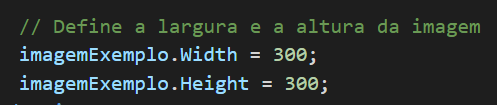 // Define a largura e a altura da imagem
imagemExemplo.Width = 300;
imagemExemplo.Height = 300;